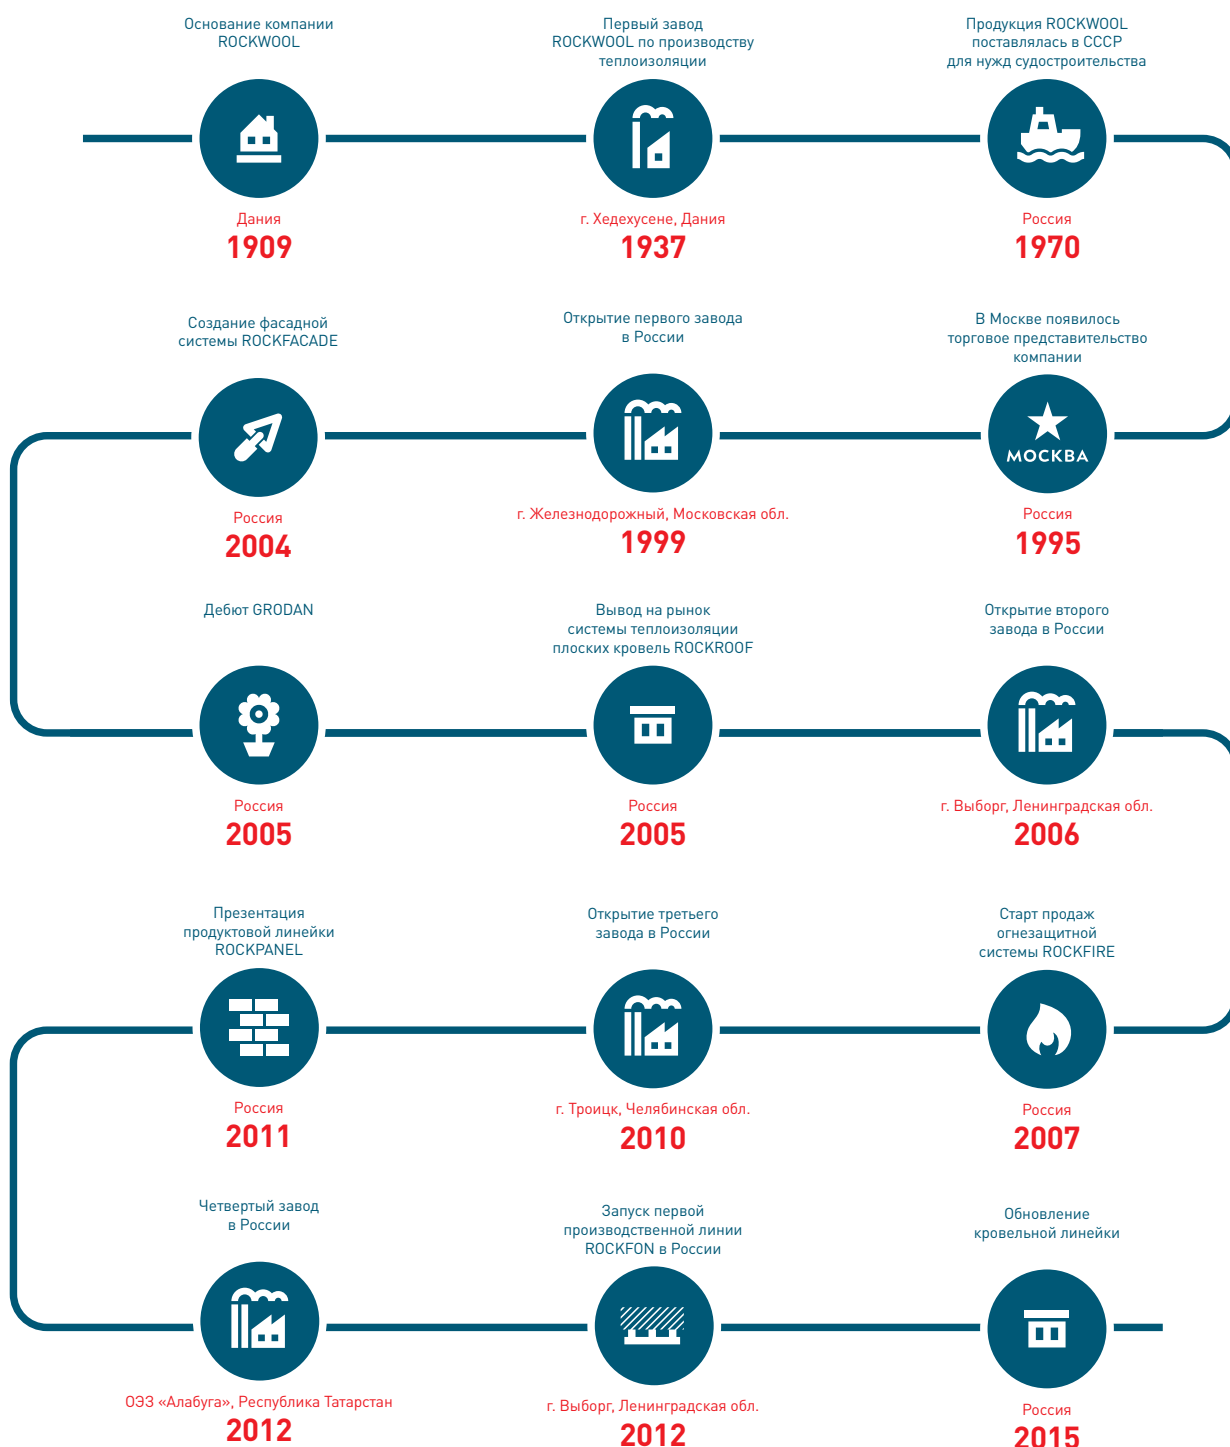 Основание компании
ROCKWOOL
Дания
1909
Первый завод
ROCKWOOL по производству
теплоизоляции
г. Хедехусене, Дания
1937
Продукция ROCKWOOL
поставлялась в СССР
для нужд судостроительства
Россия
1970
В Москве появилось
торговое представительство
компании
МОСКВА
Россия
1995
Открытие первого завода
в России
г. Железнодорожный, Московская обл.
1999
Создание фасадной
системы ROCKFACADE
Россия
2004
Дебют GRODAN
Россия
2005
Вывод на рынок
системы теплоизоляции
плоских кровель ROCKROOF
Россия
2005
Открытие второго
завода в России
г. Выборг, Ленинградская обл.
2006
Старт продаж
огнезащитной
системы ROCKFIRE
Россия
2007
Открытие третьего
завода в России
г. Троицк, Челябинская обл.
2010
Презентация
продуктовой линейки
ROCKPANEL
Россия
2011
Четвертый завод
в России
ОЭЗ «Алабуга», Республика Татарстан
2012
Запуск первой
производственной линии
ROCKFON в России
г. Выборг, Ленинградская обл.
2012
Обновление
кровельной линейки
Россия
2015